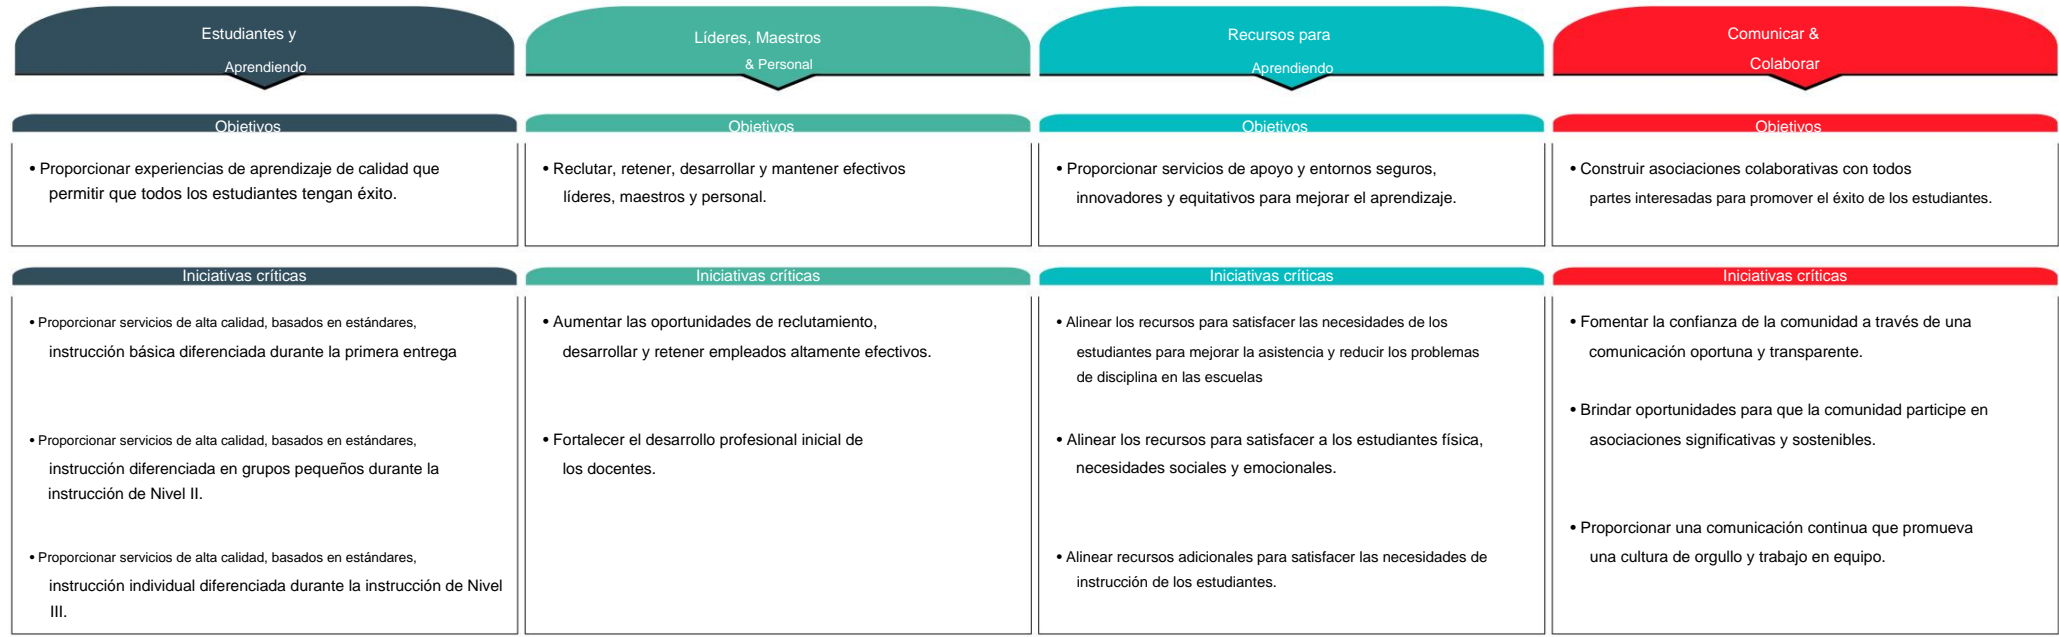 Estudiantes y
Aprendiendo
Objetivos
• Proporcionar experiencias de aprendizaje de calidad que
permitir que todos los estudiantes tengan éxito.
Iniciativas críticas
• Proporcionar servicios de alta calidad, basados en estándares,
instrucción básica diferenciada durante la primera entrega
• Proporcionar servicios de alta calidad, basados en estándares,
instrucción diferenciada en grupos pequeños durante la
instrucción de Nivel II.
• Proporcionar servicios de alta calidad, basados en estándares,
instrucción individual diferenciada durante la instrucción de Nivel
III.
Líderes, Maestros
& Personal
Objetivos
• Reclutar, retener, desarrollar y mantener efectivos
líderes, maestros y personal.
Iniciativas críticas
• Aumentar las oportunidades de reclutamiento,
desarrollar y retener empleados altamente efectivos.
• Fortalecer el desarrollo profesional inicial de
los docentes.
Recursos para
Aprendiendo
Objetivos
• Proporcionar servicios de apoyo y entornos seguros,
innovadores y equitativos para mejorar el aprendizaje.
Iniciativas críticas
• Alinear los recursos para satisfacer las necesidades de los
estudiantes para mejorar la asistencia y reducir los problemas
de disciplina en las escuelas
• Alinear los recursos para satisfacer a los estudiantes física,
necesidades sociales y emocionales.
• Alinear recursos adicionales para satisfacer las necesidades de
instrucción de los estudiantes.
Comunicar &
Colaborar
Objetivos
• Construir asociaciones colaborativas con todos
partes interesadas para promover el éxito de los estudiantes.
Iniciativas críticas
• Fomentar la confianza de la comunidad a través de una
comunicación oportuna y transparente.
• Brindar oportunidades para que la comunidad participe en
asociaciones significativas y sostenibles.
• Proporcionar una comunicación continua que promueva
una cultura de orgullo y trabajo en equipo.